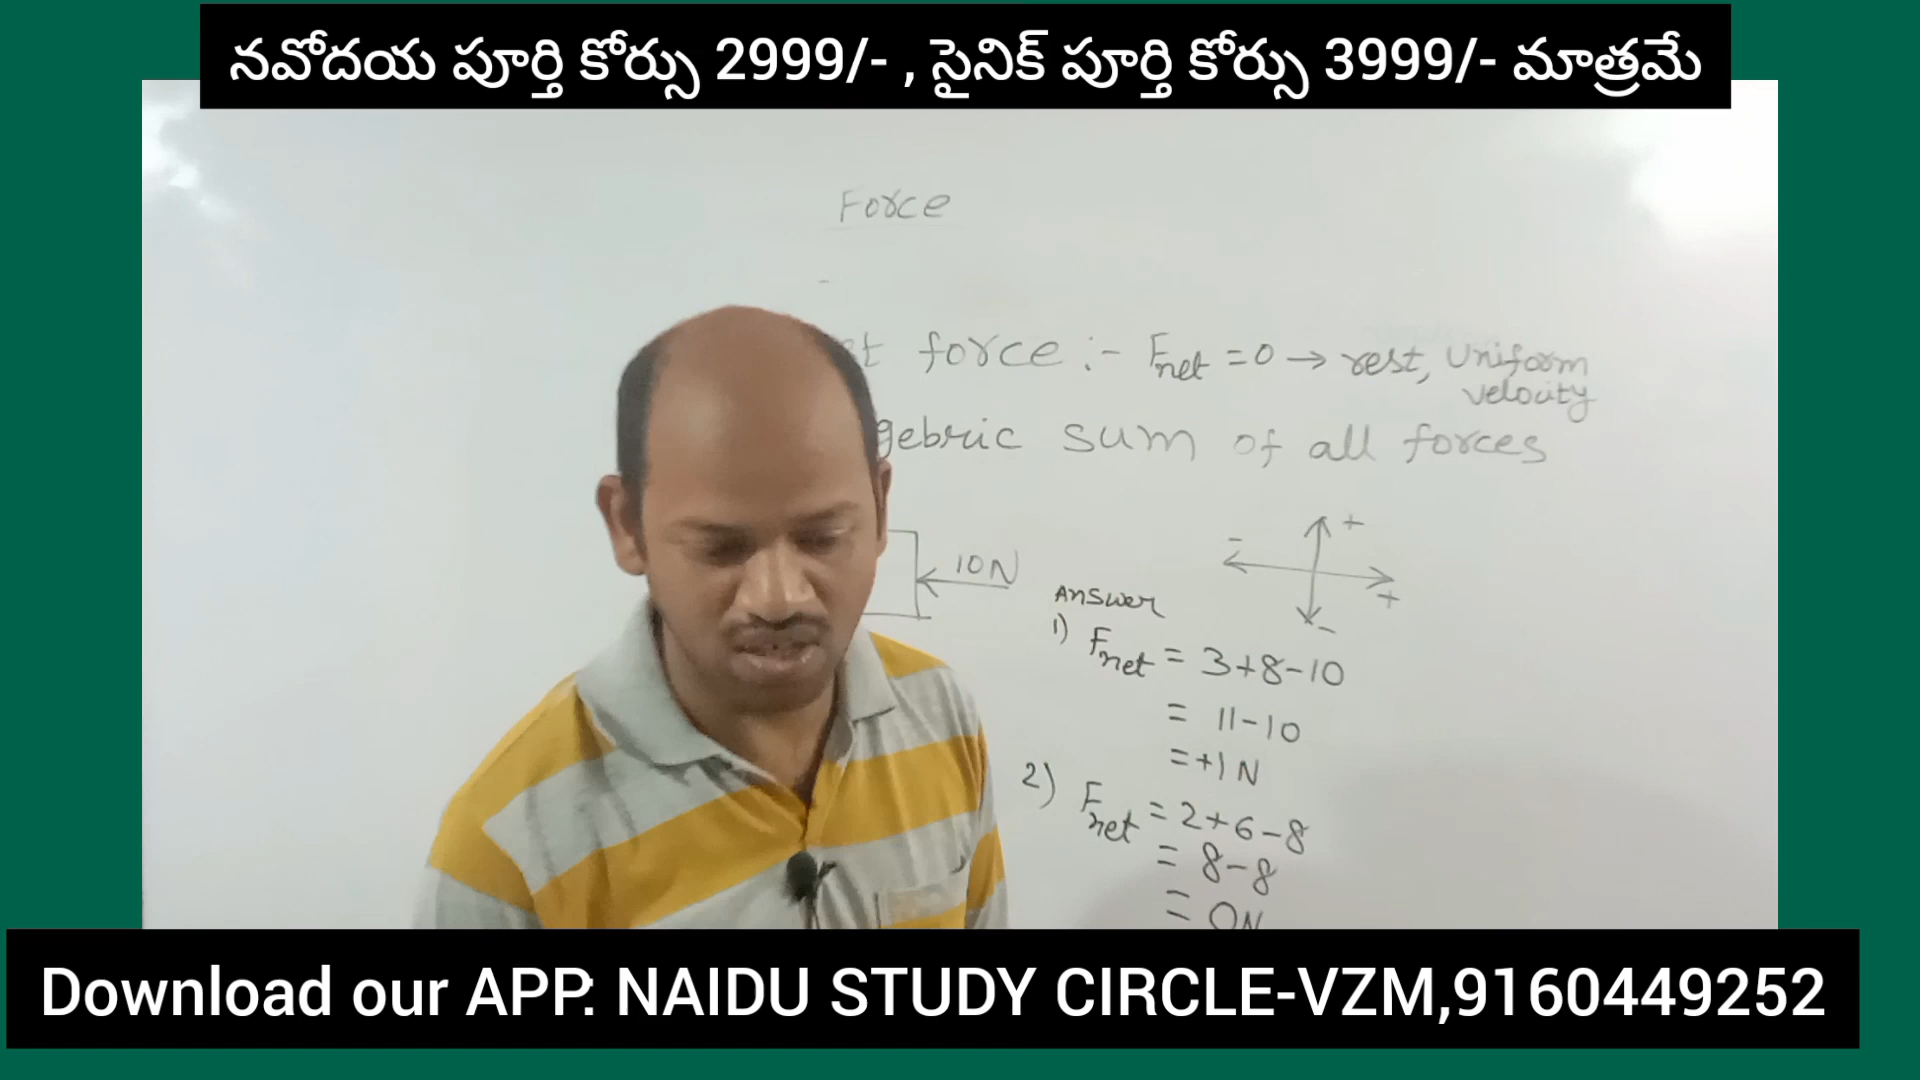 నవోదయ పూర్తి కోర్సు 2999/- , సైనిక్ పూర్తి కోర్సు 3999/- మాత్రమే
Force
force :- Fnet = 0 → rest, Uniform
velocity
gebric sum of all forces
10N
+
-
+
-
Answer
1) Fnet = 3+8-10
= 11-10
= +1 N
2) Fnet = 2+6-8
= 8-8
= 0N
Download our APP: NAIDU STUDY CIRCLE-VZM,9160449252